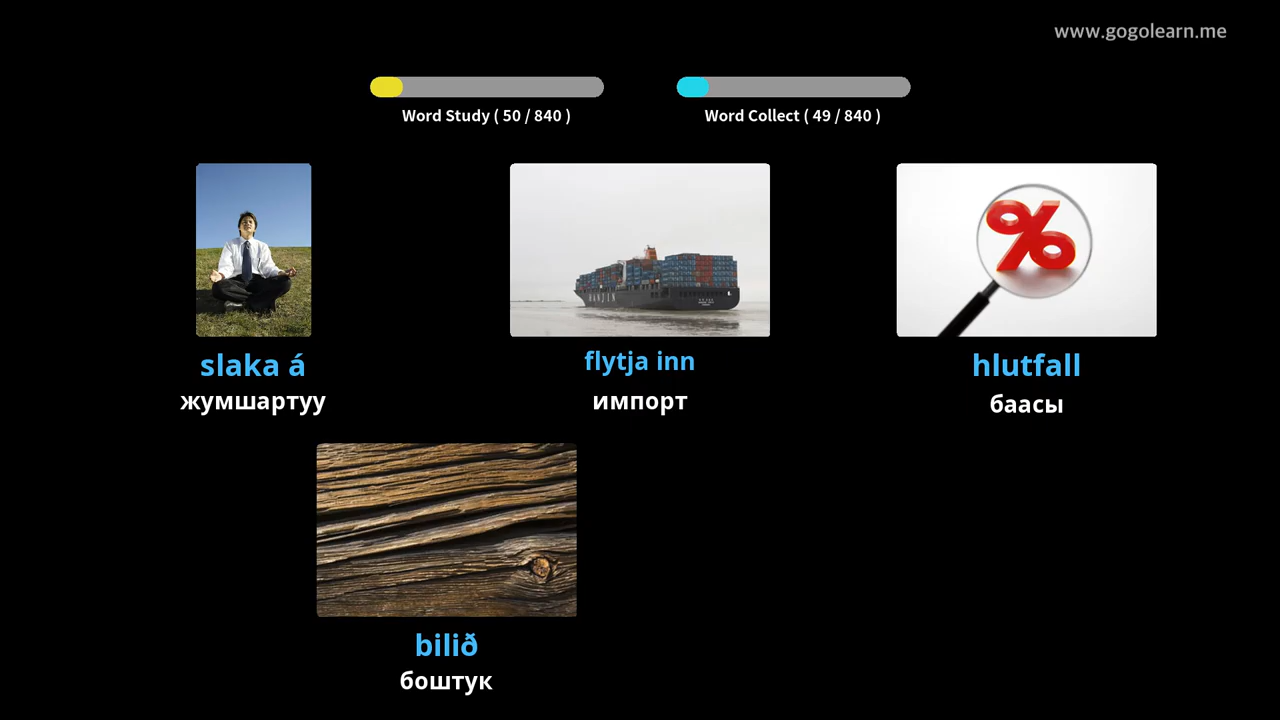 www.gogolearn.me
Word Study ( 50 / 840 )
Word Collect ( 49 / 840 )
HANJIN
slaka á
жумшартуу
flytja inn
импорт
%
hlutfall
баасы
bilið
боштук